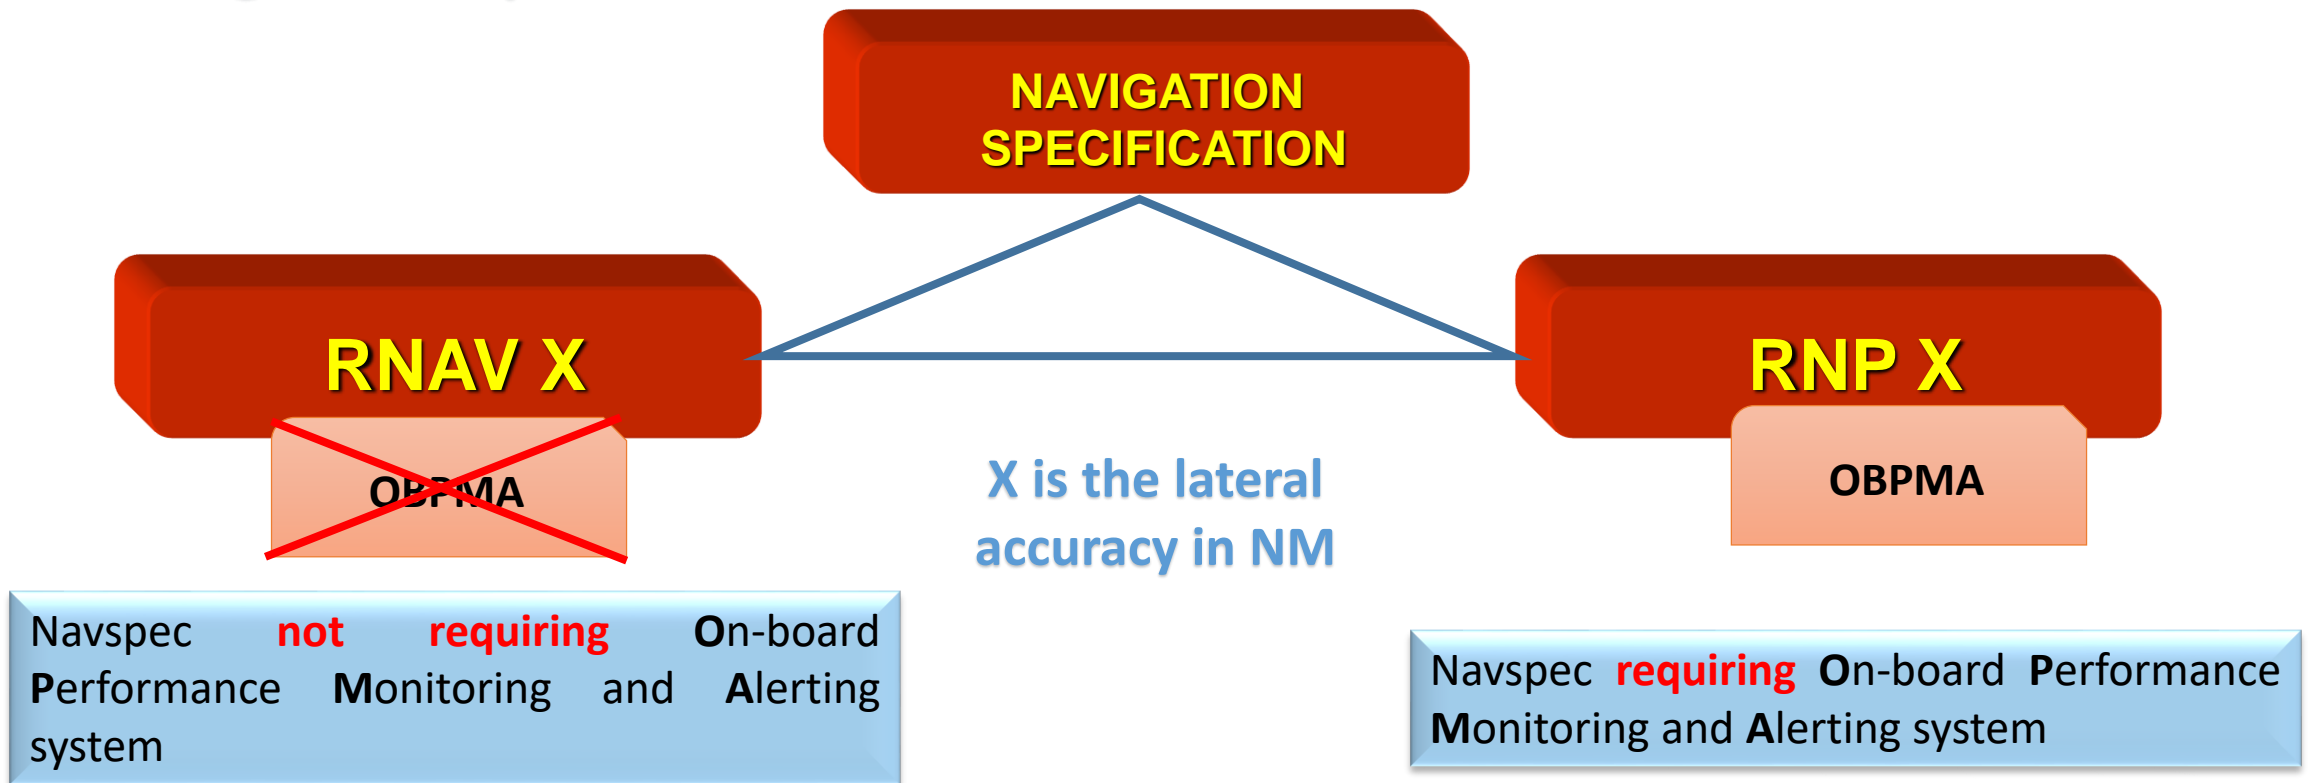 NAVIGATION
SPECIFICATION
RNAV X
RNP X
OBPMA
OBPMA
X is the lateral
accuracy in NM
Navspec not requiring On-board
Performance Monitoring and Alerting
system
Navspec requiring On-board Performance
Monitoring and Alerting system